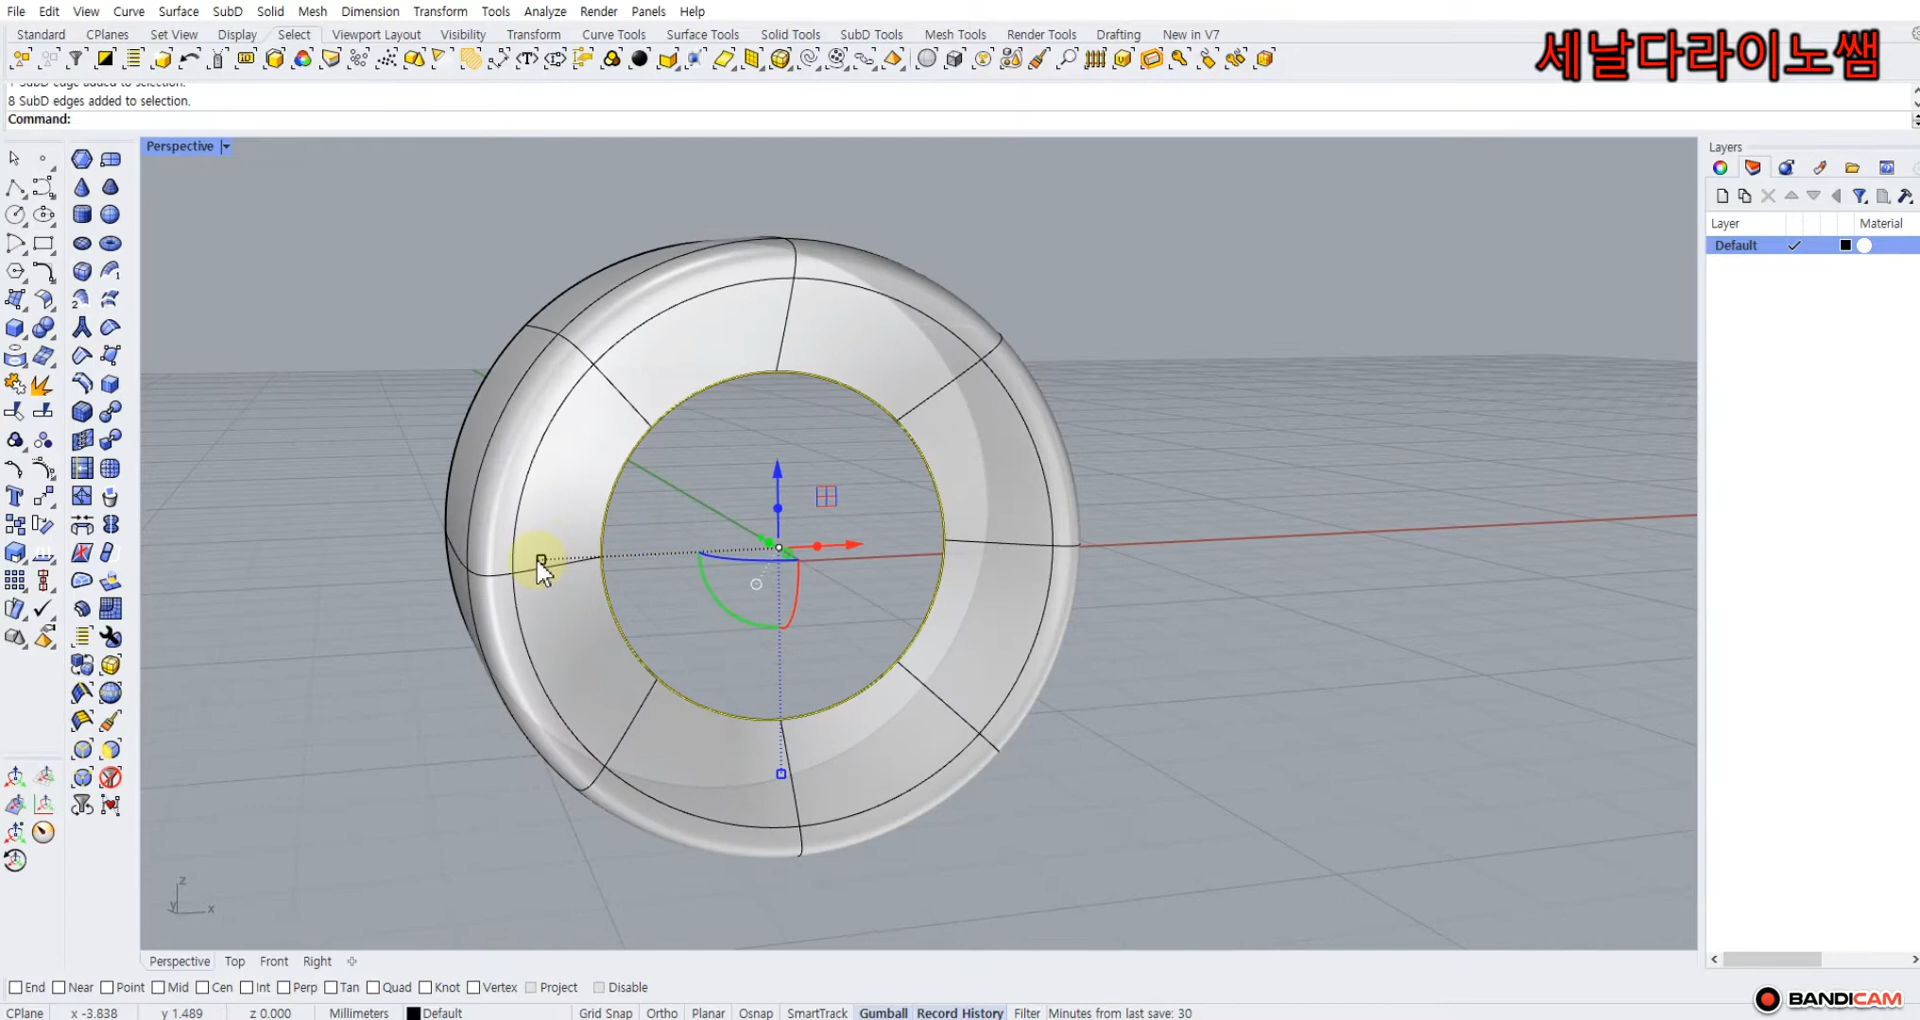 File Edit View Curve Surface SubD Solid Mesh Dimension Transform Tools Analyze Render Panels Help
Standard CPlanes Set View Display Select Viewport Layout Visibility Transform Curve Tools Surface Tools Solid Tools SubD Tools Mesh Tools Render Tools Drafting New in V7
세날다라이노쌤
8 SubD edges added to selection.
Command:
Perspective
Layers
Layer Material
Default
z
y x
Perspective Top Front Right
End Near Point Mid Cen Int Perp Tan Quad Knot Vertex Project Disable
BANDICAM
CPlane x -3.838 y 1.489 z 0.000 Millimeters Default Grid Snap Ortho Planar Osnap SmartTrack Gumball Record History Filter Minutes from last save: 30